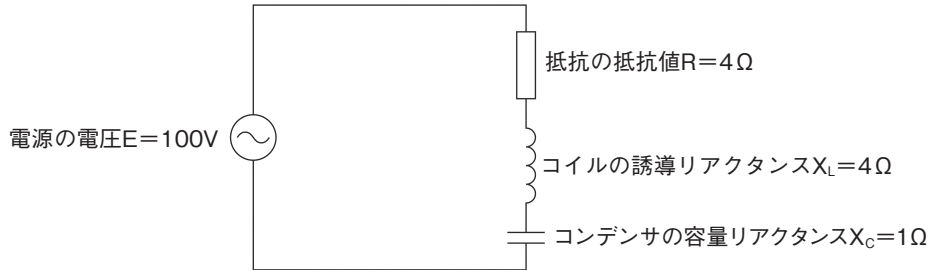 抵抗の抵抗値R＝4Ω
電源の電圧E＝100V
コイルの誘導リアクタンスX_L＝4Ω
コンデンサの容量リアクタンスX_C＝1Ω